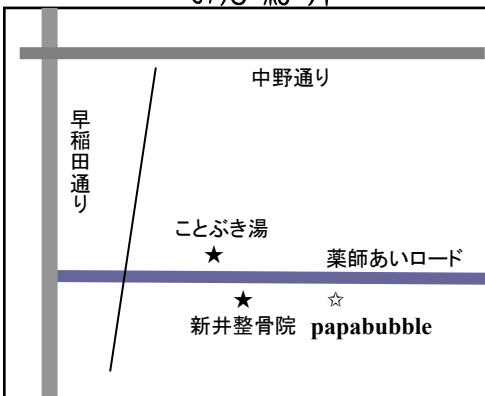 中野通り
早稲田通り
ことぶき湯
★
薬師あいロード
★
☆
新井整骨院
papabubble